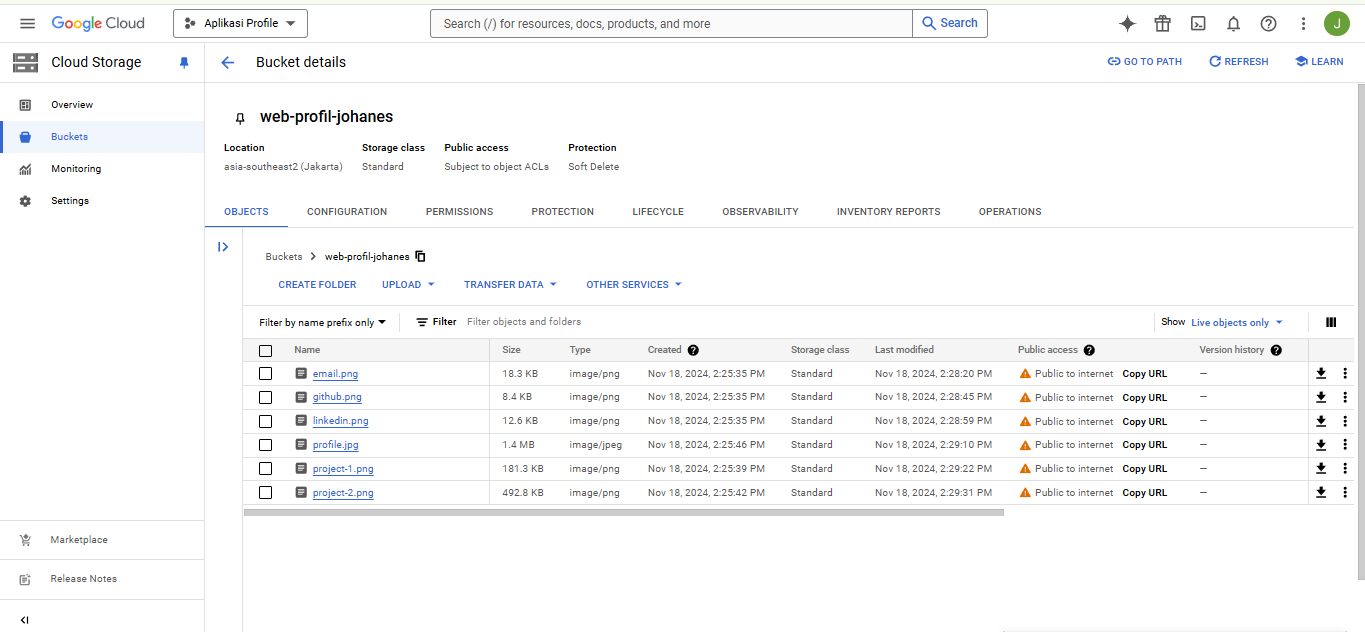 Google Cloud Aplikasi Profile Search (/) for resources, docs, products, and more Search J
Cloud Storage Bucket details GO TO PATH REFRESH LEARN
Overview
Buckets
Monitoring
Settings
Marketplace
Release Notes
web-profil-johanes
Location Storage class Public access Protection
asia-southeast2 (Jakarta) Standard Subject to object ACLs Soft Delete
OBJECTS CONFIGURATION PERMISSIONS PROTECTION LIFECYCLE OBSERVABILITY INVENTORY REPORTS OPERATIONS
Buckets web-profil-johanes
CREATE FOLDER UPLOAD TRANSFER DATA OTHER SERVICES
Filter by name prefix only Filter Filter objects and folders Show Live objects only
Name Size Type Created ? Storage class Last modified Public access ? Version history ?
email.png 18.3 KB image/png Nov 18, 2024, 2:25:35 PM Standard Nov 18, 2024, 2:28:20 PM Public to internet Copy URL —
github.png 8.4 KB image/png Nov 18, 2024, 2:25:35 PM Standard Nov 18, 2024, 2:28:45 PM Public to internet Copy URL —
linkedin.png 12.6 KB image/png Nov 18, 2024, 2:25:35 PM Standard Nov 18, 2024, 2:28:59 PM Public to internet Copy URL —
profile.jpg 1.4 MB image/jpeg Nov 18, 2024, 2:25:46 PM Standard Nov 18, 2024, 2:29:10 PM Public to internet Copy URL —
project-1.png 181.3 KB image/png Nov 18, 2024, 2:25:39 PM Standard Nov 18, 2024, 2:29:22 PM Public to internet Copy URL —
project-2.png 492.8 KB image/png Nov 18, 2024, 2:25:42 PM Standard Nov 18, 2024, 2:29:31 PM Public to internet Copy URL —